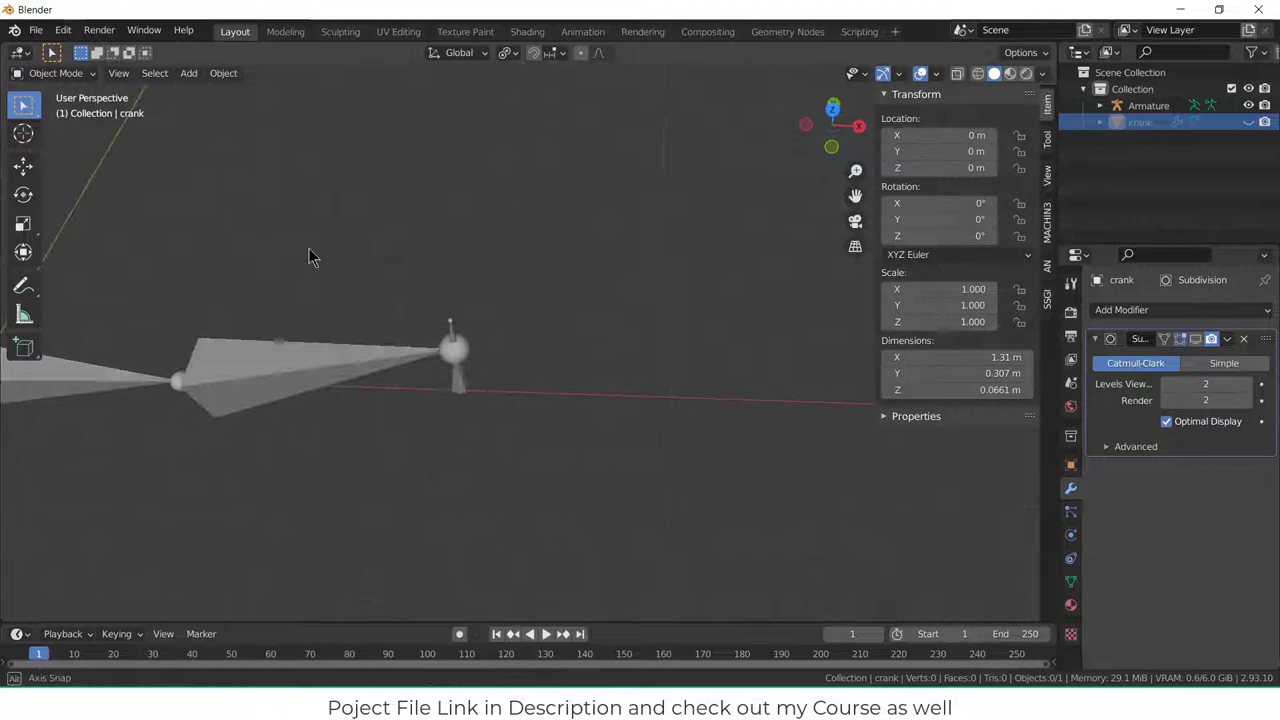 Blender
File Edit Render Window Help Layout Modeling Sculpting UV Editing Texture Paint Shading Animation Rendering Compositing Geometry Nodes Scripting + Scene View Layer
Global Options
Object Mode View Select Add Object
User Perspective
(1) Collection | crank
Z
X
Transform
Location:
X 0 m
Y 0 m
Z 0 m
Rotation:
X 0°
Y 0°
Z 0°
XYZ Euler
Scale:
X 1.000
Y 1.000
Z 1.000
Dimensions:
X 1.31 m
Y 0.307 m
Z 0.0661 m
Properties
Item
Tool
View
MACHIN3
AN
SSGI
Scene Collection
Collection
Armature
crank
crank Subdivision
Add Modifier
Su...
Catmull-Clark Simple
Levels View... 2
Render 2
Optimal Display
Advanced
Playback Keying View Marker 1 Start 1 End 250
1 10 20 30 40 50 60 70 80 90 100 110 120 130 140 150 160 170 180 190 200 210 220 230 240 250
Alt Axis Snap Collection | crank | Verts:0 | Faces:0 | Tris:0 | Objects:0/1 | Memory: 29.1 MiB | VRAM: 0.6/6.0 GiB | 2.93.10
Poject File Link in Description and check out my Course as well